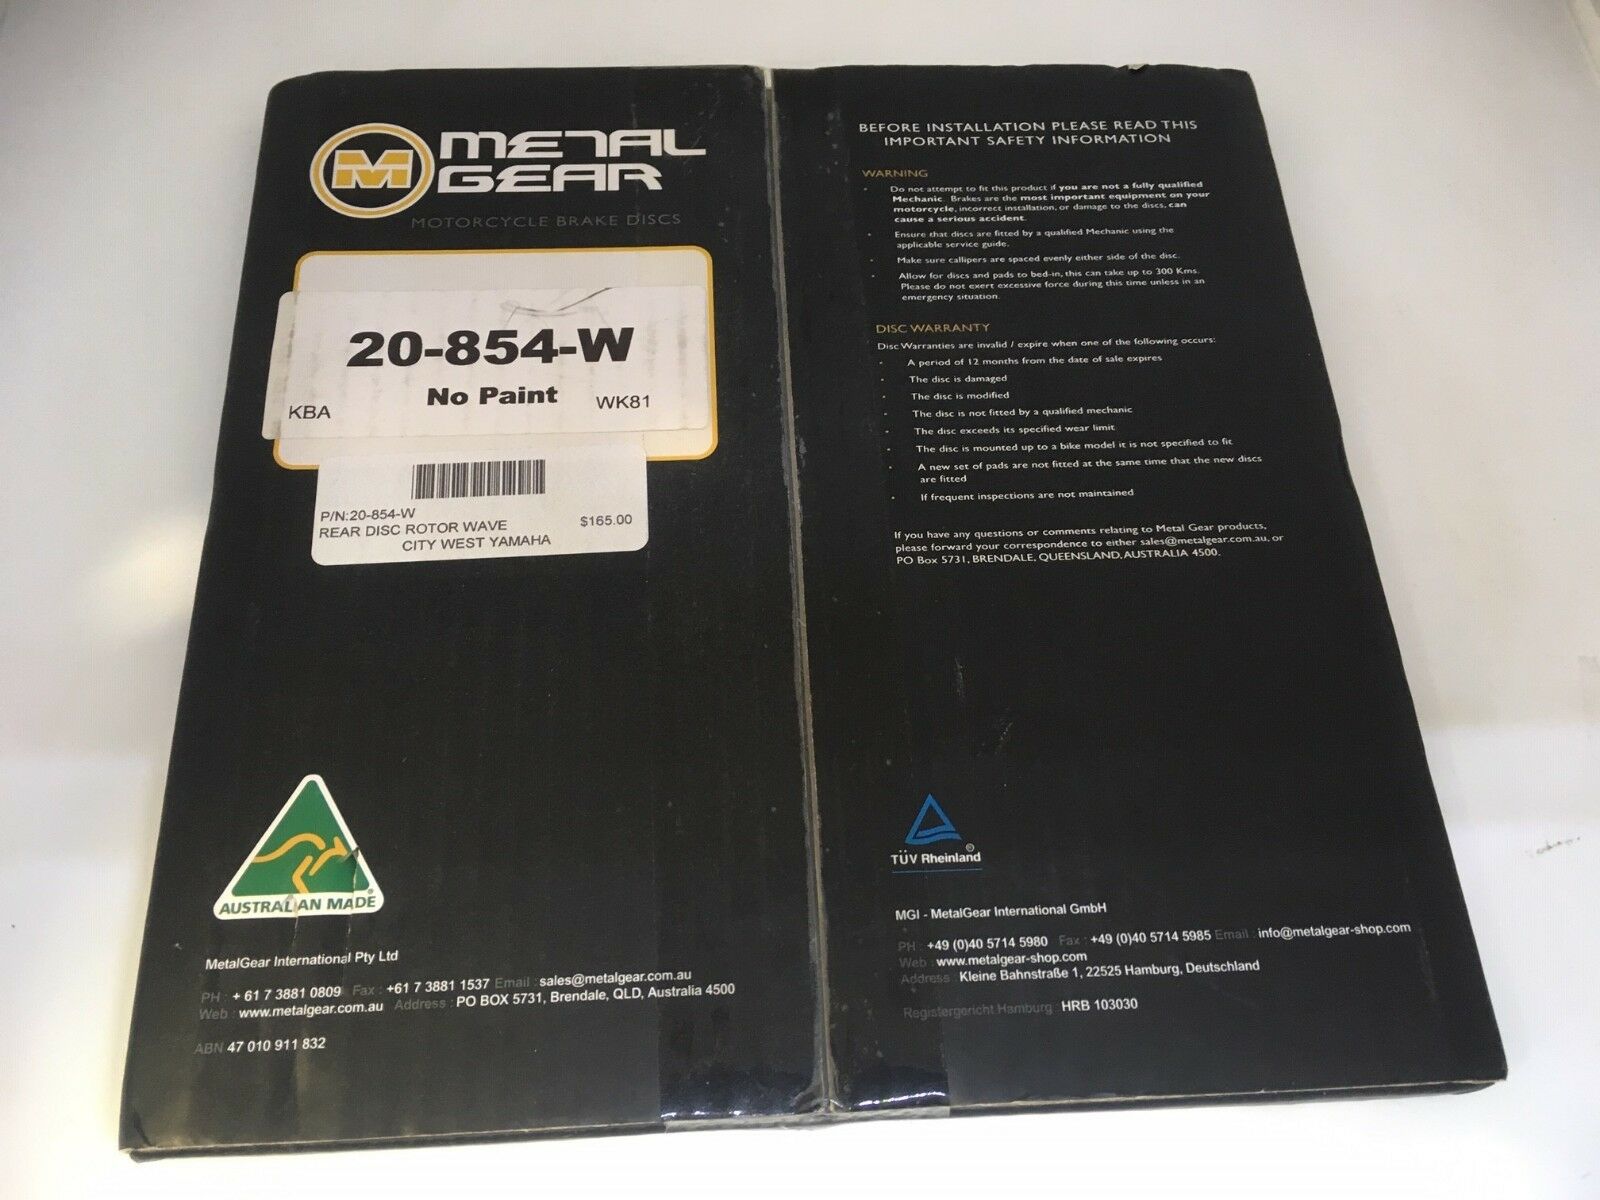 M METAL
GEAR
MOTORCYCLE BRAKE DISCS
20-854-W
No Paint
KBA WK81
P/N:20-854-W
REAR DISC ROTOR WAVE $165.00
CITY WEST YAMAHA
AUSTRALIAN MADE
MetalGear International Pty Ltd
PH : + 61 7 3881 0809 Fax : +61 7 3881 1537 Email : sales@metalgear.com.au
Web : www.metalgear.com.au Address : PO BOX 5731, Brendale, QLD, Australia 4500
ABN 47 010 911 832
BEFORE INSTALLATION PLEASE READ THIS
IMPORTANT SAFETY INFORMATION
WARNING
• Do not attempt to fit this product if you are not a fully qualified
Mechanic. Brakes are the most important equipment on your
motorcycle, incorrect installation, or damage to the discs, can
cause a serious accident.
• Ensure that discs are fitted by a qualified Mechanic using the
applicable service guide.
• Make sure callipers are spaced evenly either side of the disc.
• Allow for discs and pads to bed-in, this can take up to 300 Kms.
Please do not exert excessive force during this time unless in an
emergency situation.
DISC WARRANTY
Disc Warranties are invalid / expire when one of the following occurs:
• A period of 12 months from the date of sale expires
• The disc is damaged
• The disc is modified
• The disc is not fitted by a qualified mechanic
• The disc exceeds its specified wear limit
• The disc is mounted up to a bike model it is not specified to fit
• A new set of pads are not fitted at the same time that the new discs
are fitted
• If frequent inspections are not maintained
If you have any questions or comments relating to Metal Gear products,
please forward your correspondence to either sales@metalgear.com.au, or
PO Box 5731, BRENDALE, QUEENSLAND, AUSTRALIA 4500.
TÜV Rheinland®
MGI - MetalGear International GmbH
PH : +49 (0)40 5714 5980 Fax : +49 (0)40 5714 5985 Email : info@metalgear-shop.com
Web : www.metalgear-shop.com
Address : Kleine Bahnstraße 1, 22525 Hamburg, Deutschland
Registergericht Hamburg : HRB 103030